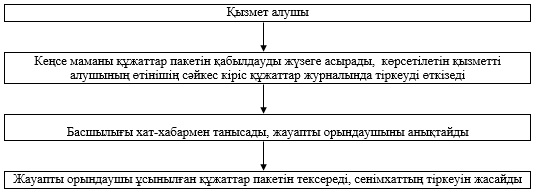 Қызмет алушы
Кеңсе маманы құжаттар пакетін қабылдауды жүзеге асырады, көрсетілетін қызметті
алушының өтінішің сәйкес кіріс құжаттар журналында тіркеуді өткізеді
Басшылығы хат-хабармен танысады, жауапты орындаушыны анықтайды
Жауапты орындаушы ұсынылған құжаттар пакетін тексереді, сенімхаттың тіркеуін жасайды